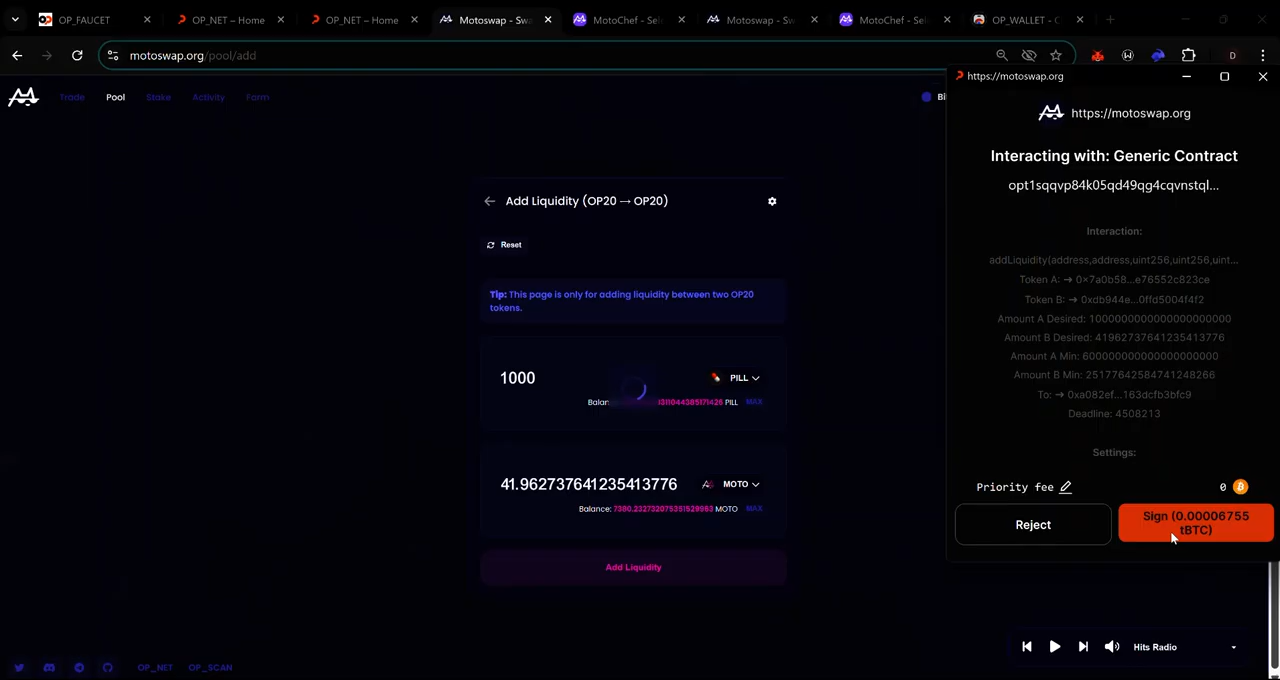 OP_FAUCET
OP_NET – Home
OP_NET – Home
Motoswap - Swa
MotoChef - Sel
Motoswap - Sw
MotoChef - Sel
OP_WALLET - C
motoswap.org/pool/add
D
https://motoswap.org
Trade
Pool
Stake
Activity
Farm
Bi
https://motoswap.org
Interacting with: Generic Contract
opt1sqqvp84k05qd49qg4cqvnstql...
Interaction:
addLiquidity(address,address,uint256,uint256,uint...
Token A: ➔ 0x7a0b58...e76552c823ce
Token B: ➔ 0xdb944e...0ffd5004f4f2
Amount A Desired: 1000000000000000000000
Amount B Desired: 41962737641235413776
Amount A Min: 600000000000000000000
Amount B Min: 25177642584741248266
To: ➔ 0xa082ef...163dcfb3bfc9
Deadline: 4508213
Settings:
Priority fee
0
Reject
Sign (0.00006755
tBTC)
Add Liquidity (OP20 → OP20)
Reset
Tip: This page is only for adding liquidity between two OP20
tokens.
1000
PILL
PILL
MAX
41.962737641235413776
MOTO
Balance: 7380.232732075351529963 MOTO
MAX
Add Liquidity
Hits Radio
OP_NET
OP_SCAN